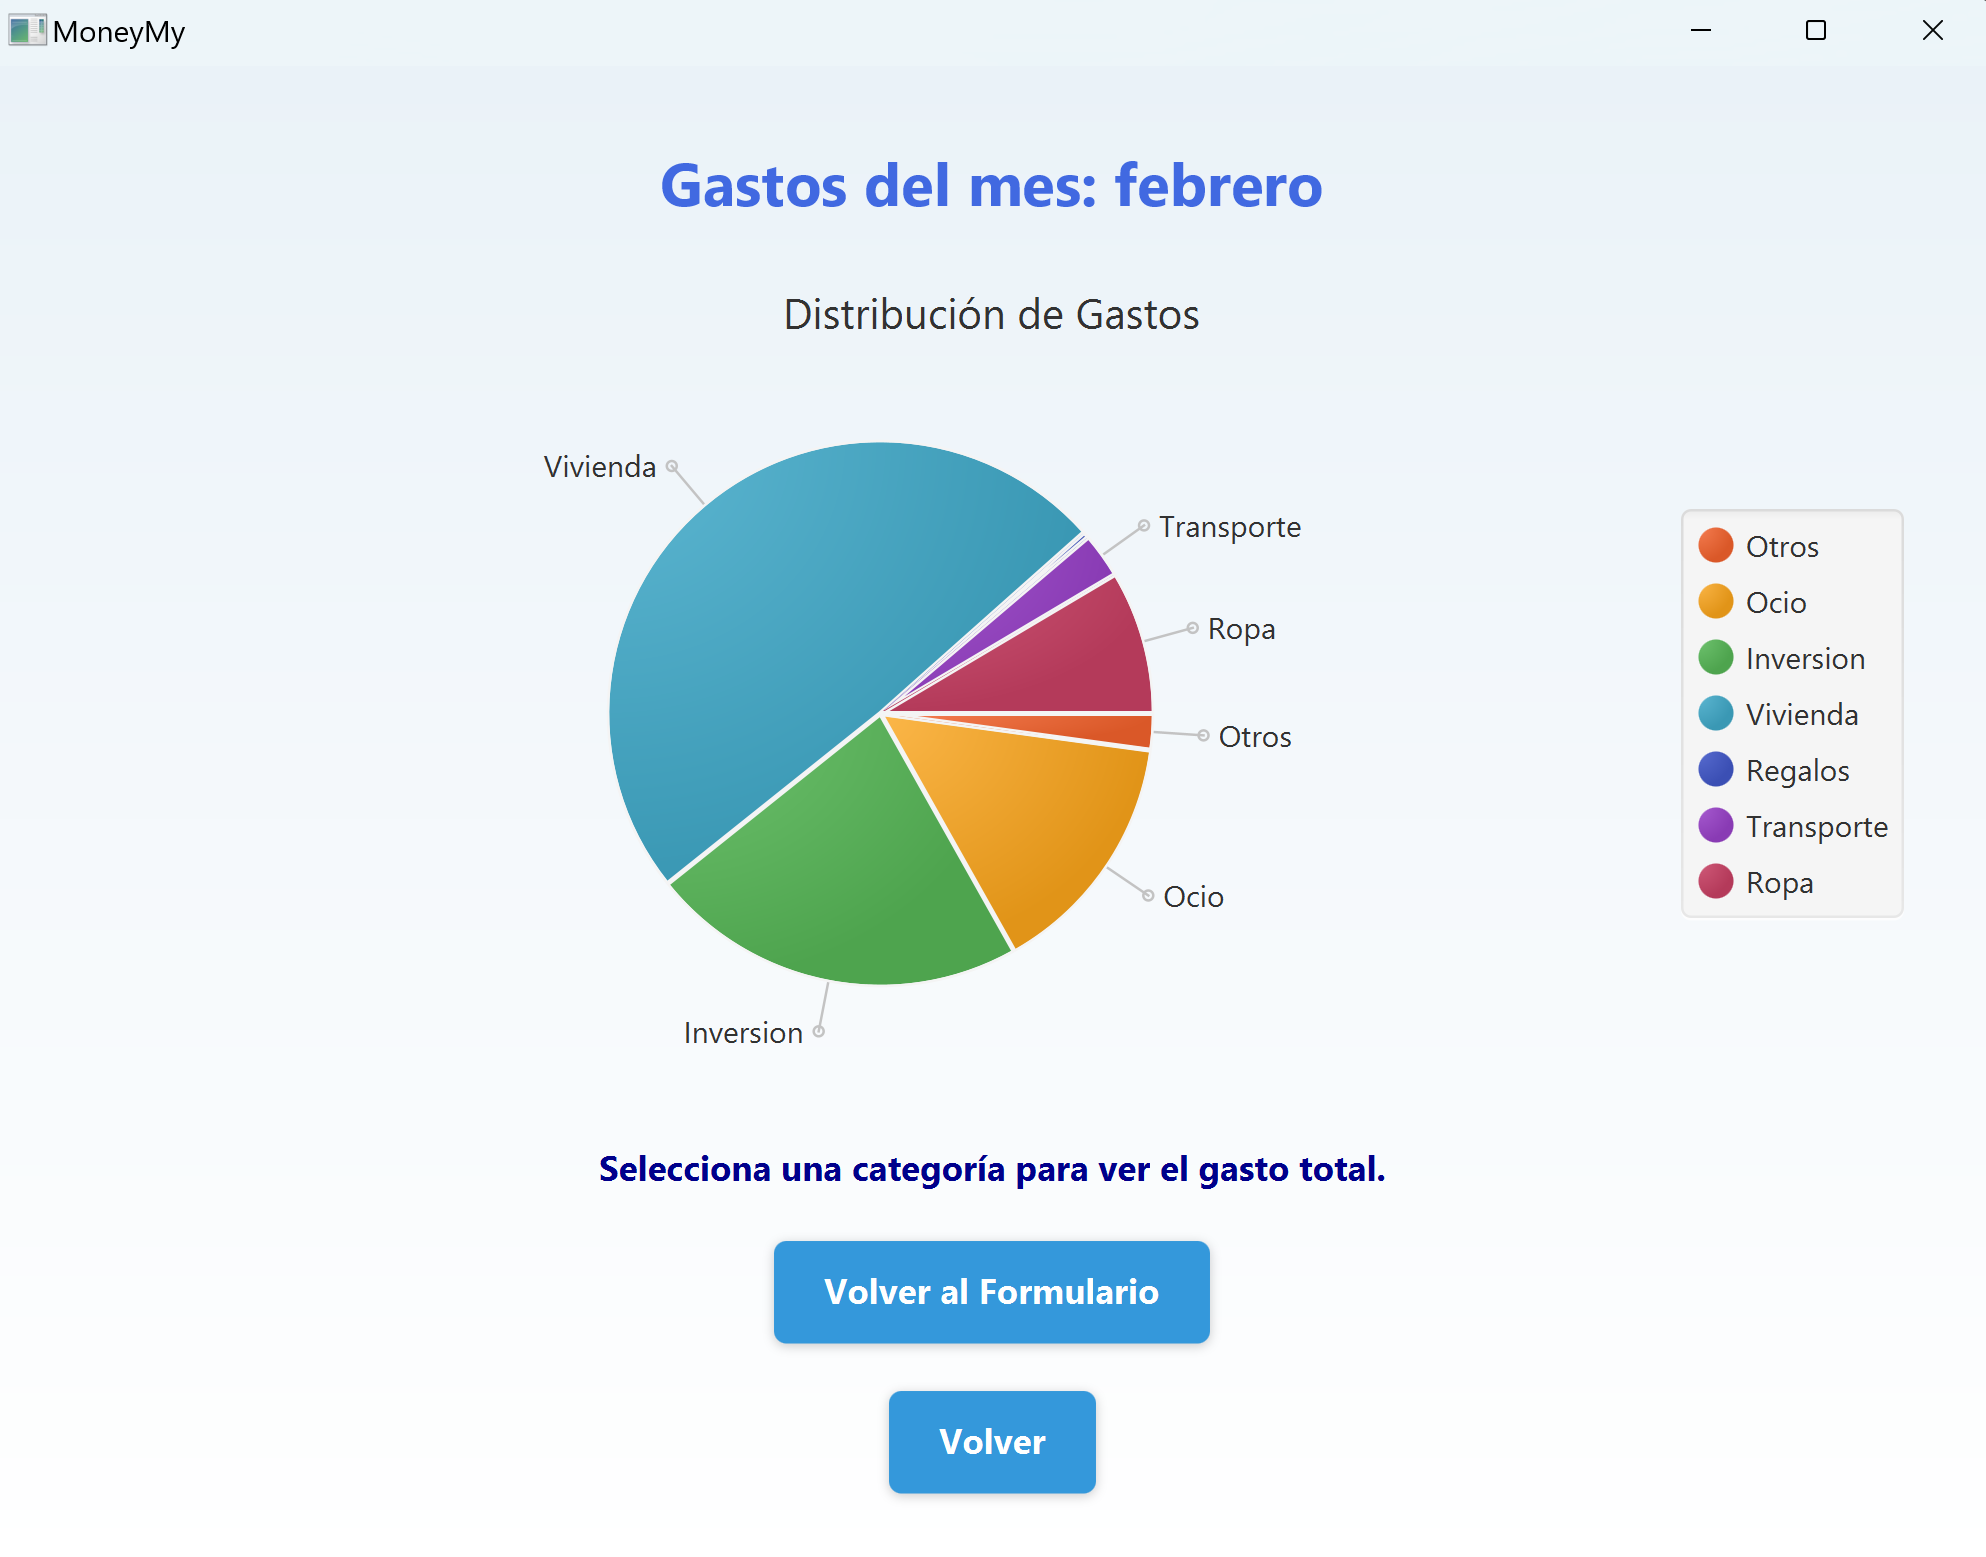 MoneyMy
Gastos del mes: febrero
Distribución de Gastos
Vivienda
Transporte
Ropa
Otros
Ocio
Inversion
Otros
Ocio
Inversion
Vivienda
Regalos
Transporte
Ropa
Selecciona una categoría para ver el gasto total.
Volver al Formulario
Volver